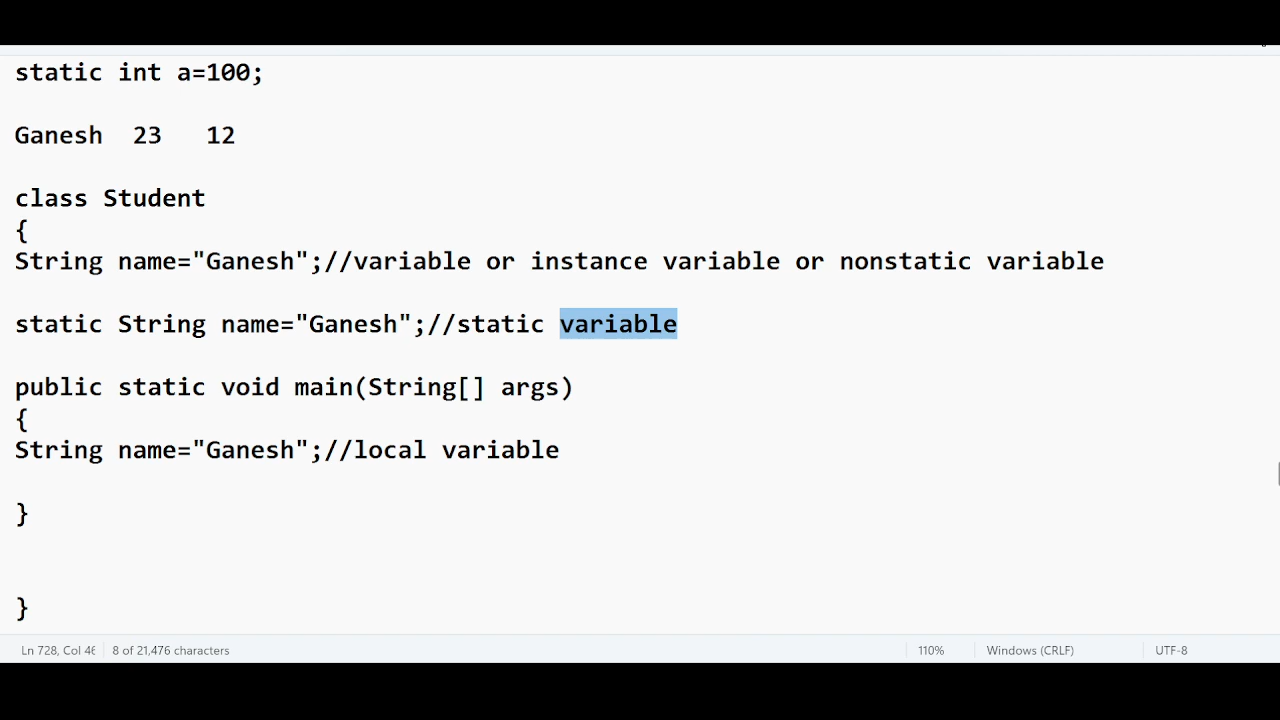 static int a=100;
Ganesh  23   12
class Student
{
String name="Ganesh";//variable or instance variable or nonstatic variable
static String name="Ganesh";//static variable
public static void main(String[] args)
{
String name="Ganesh";//local variable
}
}
Ln 728, Col 46 8 of 21,476 characters 110% Windows (CRLF) UTF-8